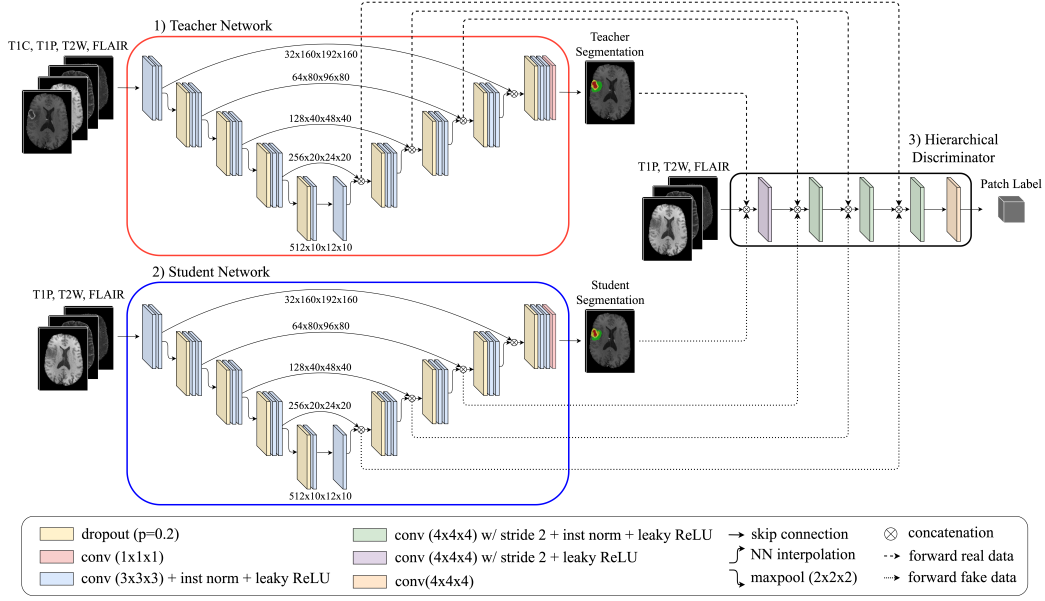 1) Teacher Network
T1C, T1P, T2W, FLAIR
32x160x192x160
64x80x96x80
128x40x48x40
256x20x24x20
512x10x12x10
Teacher
Segmentation
3) Hierarchical
Discriminator
T1P, T2W, FLAIR
Patch Label
2) Student Network
T1P, T2W, FLAIR
32x160x192x160
64x80x96x80
128x40x48x40
256x20x24x20
512x10x12x10
Student
Segmentation
dropout (p=0.2)
conv (1x1x1)
conv (3x3x3) + inst norm + leaky ReLU
conv (4x4x4) w/ stride 2 + inst norm + leaky ReLU
conv (4x4x4) w/ stride 2 + leaky ReLU
conv(4x4x4)
skip connection
NN interpolation
maxpool (2x2x2)
concatenation
forward real data
forward fake data